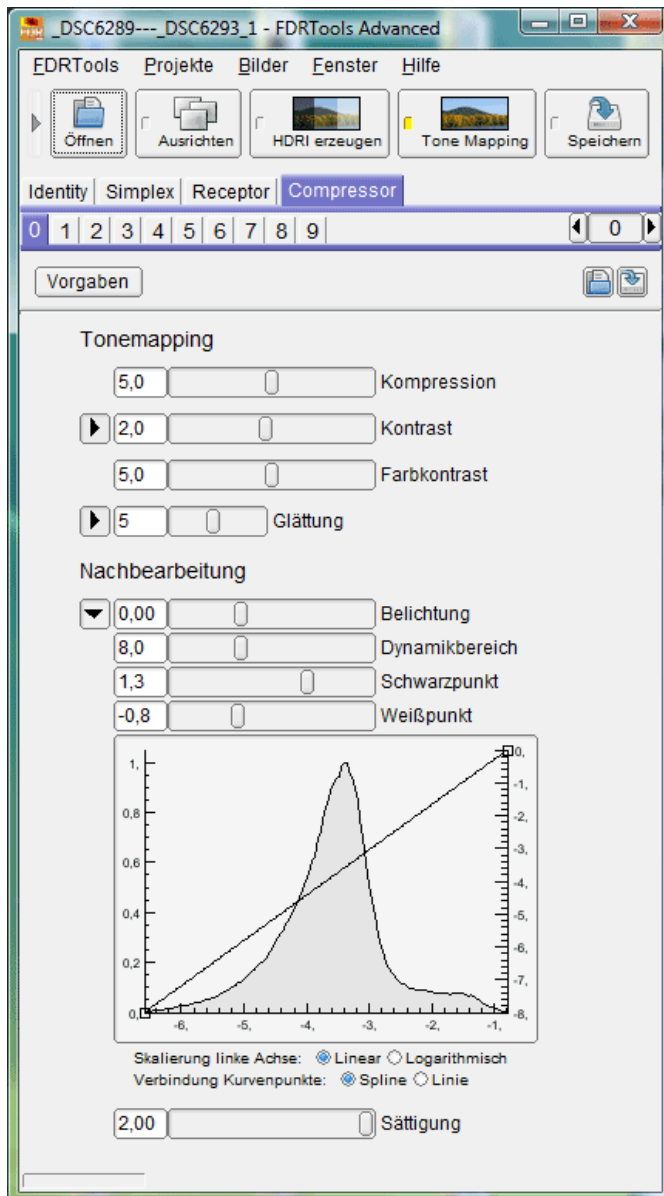 _DSC6289---_DSC6293_1 - FDRTools Advanced
FDRTools Projekte Bilder Fenster Hilfe
Öffnen Ausrichten HDRI erzeugen Tone Mapping Speichern
Identity Simplex Receptor Compressor
0 1 2 3 4 5 6 7 8 9 0
Vorgaben
Tonemapping
5,0 Kompression
2,0 Kontrast
5,0 Farbkontrast
5 Glättung
Nachbearbeitung
0,00 Belichtung
8,0 Dynamikbereich
1,3 Schwarzpunkt
-0,8 Weißpunkt
1, 0,
-1,
0,8 -2,
0,6 -4,
0,4 -5,
-6,
0,2 -7,
0, -8,
-6, -5, -4, -3, -2, -1,
Skalierung linke Achse: Linear Logarithmisch
Verbindung Kurvenpunkte: Spline Linie
2,00 Sättigung